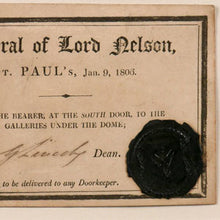 eral of Lord Nelson,
T. PAUL's, Jan. 9, 1806.
HE BEARER, AT THE SOUTH DOOR, TO THE
GALLERIES UNDER THE DOME;
Dean.
to be delivered to any Doorkeeper.